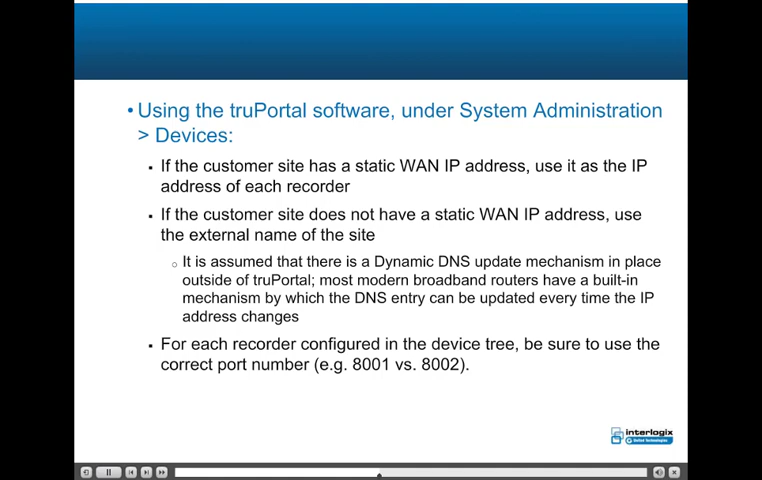 • Using the truPortal software, under System Administration
> Devices:
▪ If the customer site has a static WAN IP address, use it as the IP
address of each recorder
▪ If the customer site does not have a static WAN IP address, use
the external name of the site
○ It is assumed that there is a Dynamic DNS update mechanism in place
outside of truPortal; most modern broadband routers have a built-in
mechanism by which the DNS entry can be updated every time the IP
address changes
▪ For each recorder configured in the device tree, be sure to use the
correct port number (e.g. 8001 vs. 8002).
interlogix
United Technologies